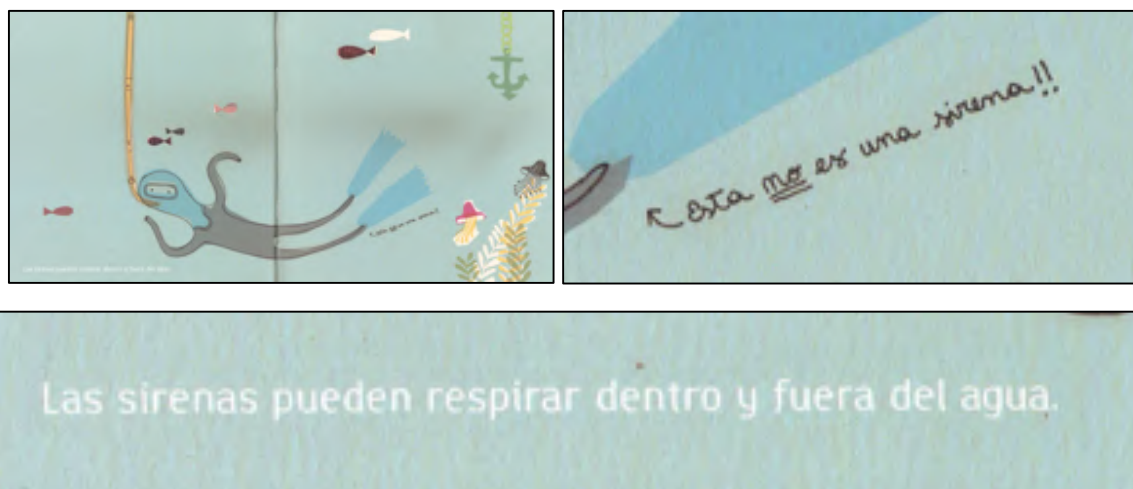 Esta no es una sirena!!
Las sirenas pueden respirar dentro y fuera del agua.